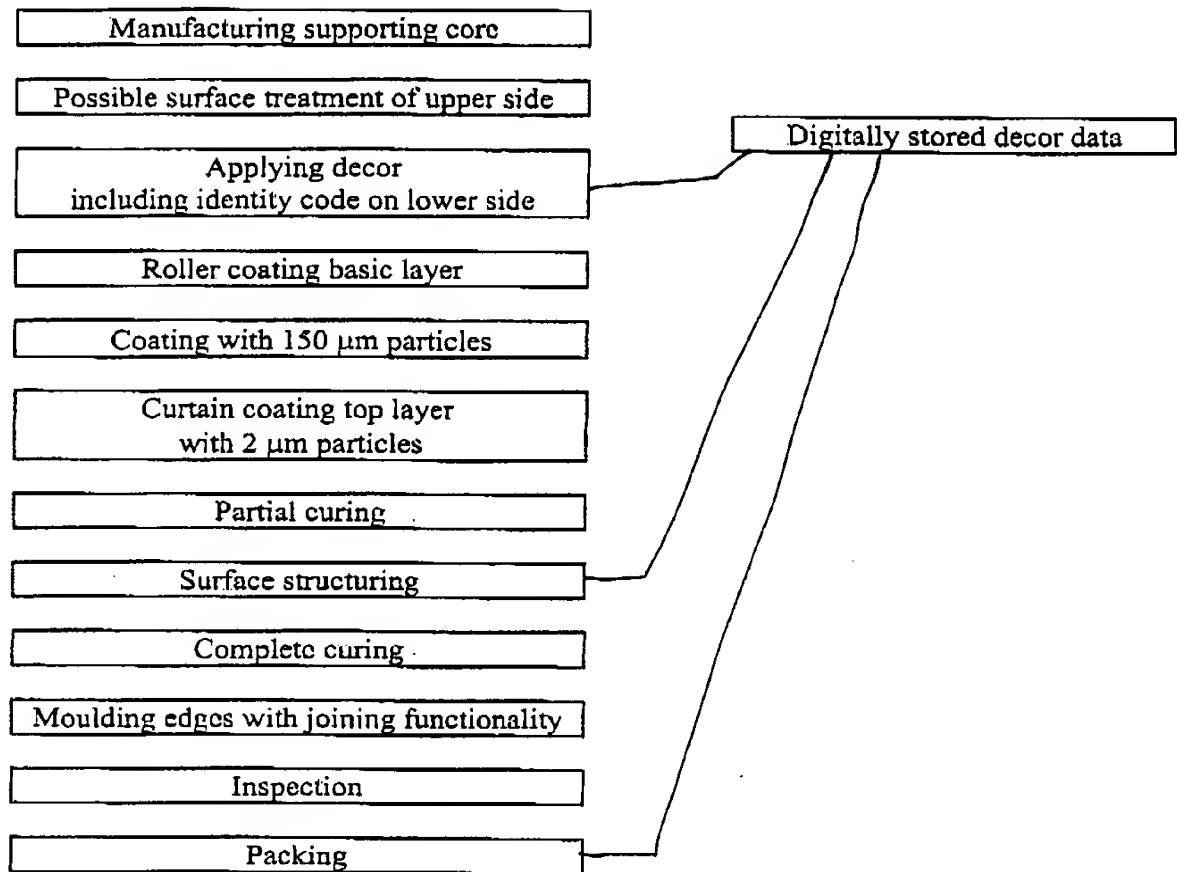 Manufacturing supporting core
Possible surface treatment of upper side
Digitally stored decor data
Applying decor
including identity code on lower side
Roller coating basic layer
Coating with 150 µm particles
Curtain coating top layer
with 2 µm particles
Partial curing
Surface structuring
Complete curing
Moulding edges with joining functionality
Inspection
Packing